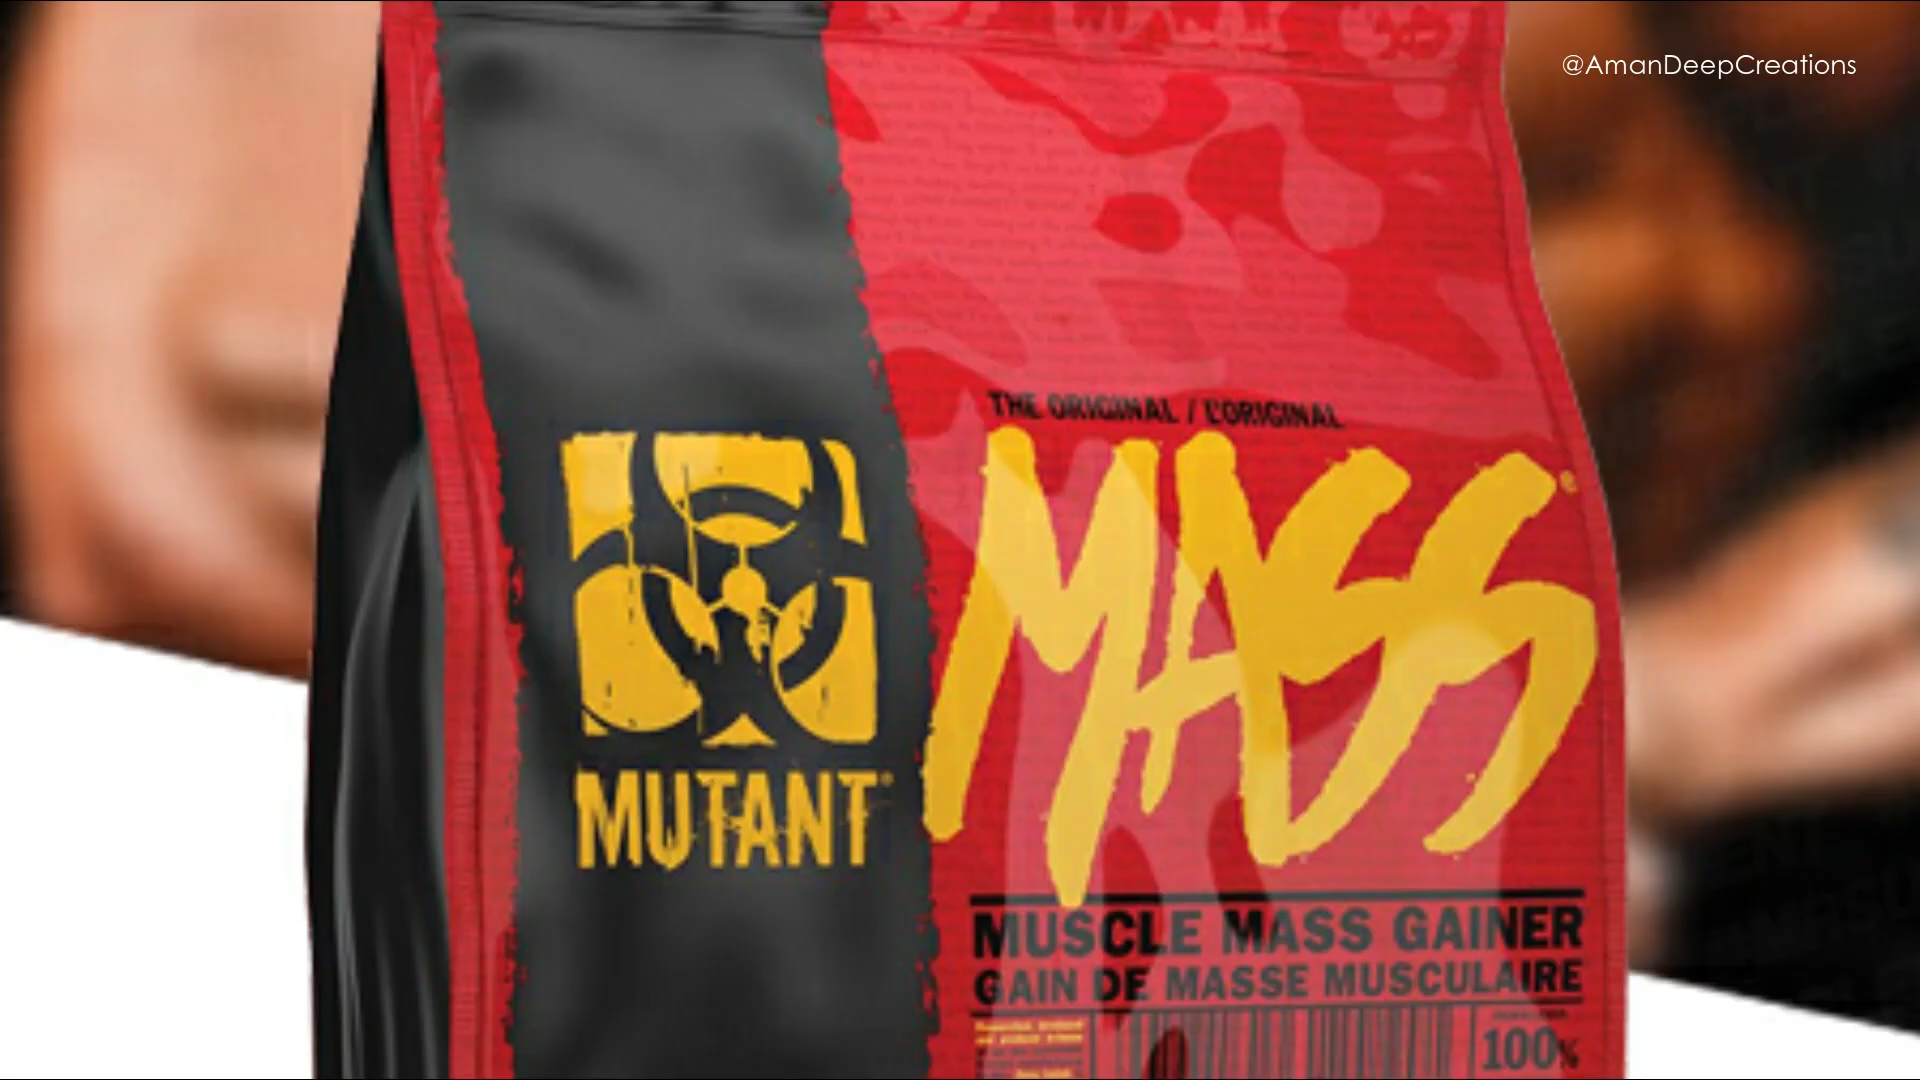 @AmanDeepCreations
THE ORIGINAL / L'ORIGINAL
MASS®
MUTANT
MUSCLE MASS GAINER
GAIN DE MASSE MUSCULAIRE
100%